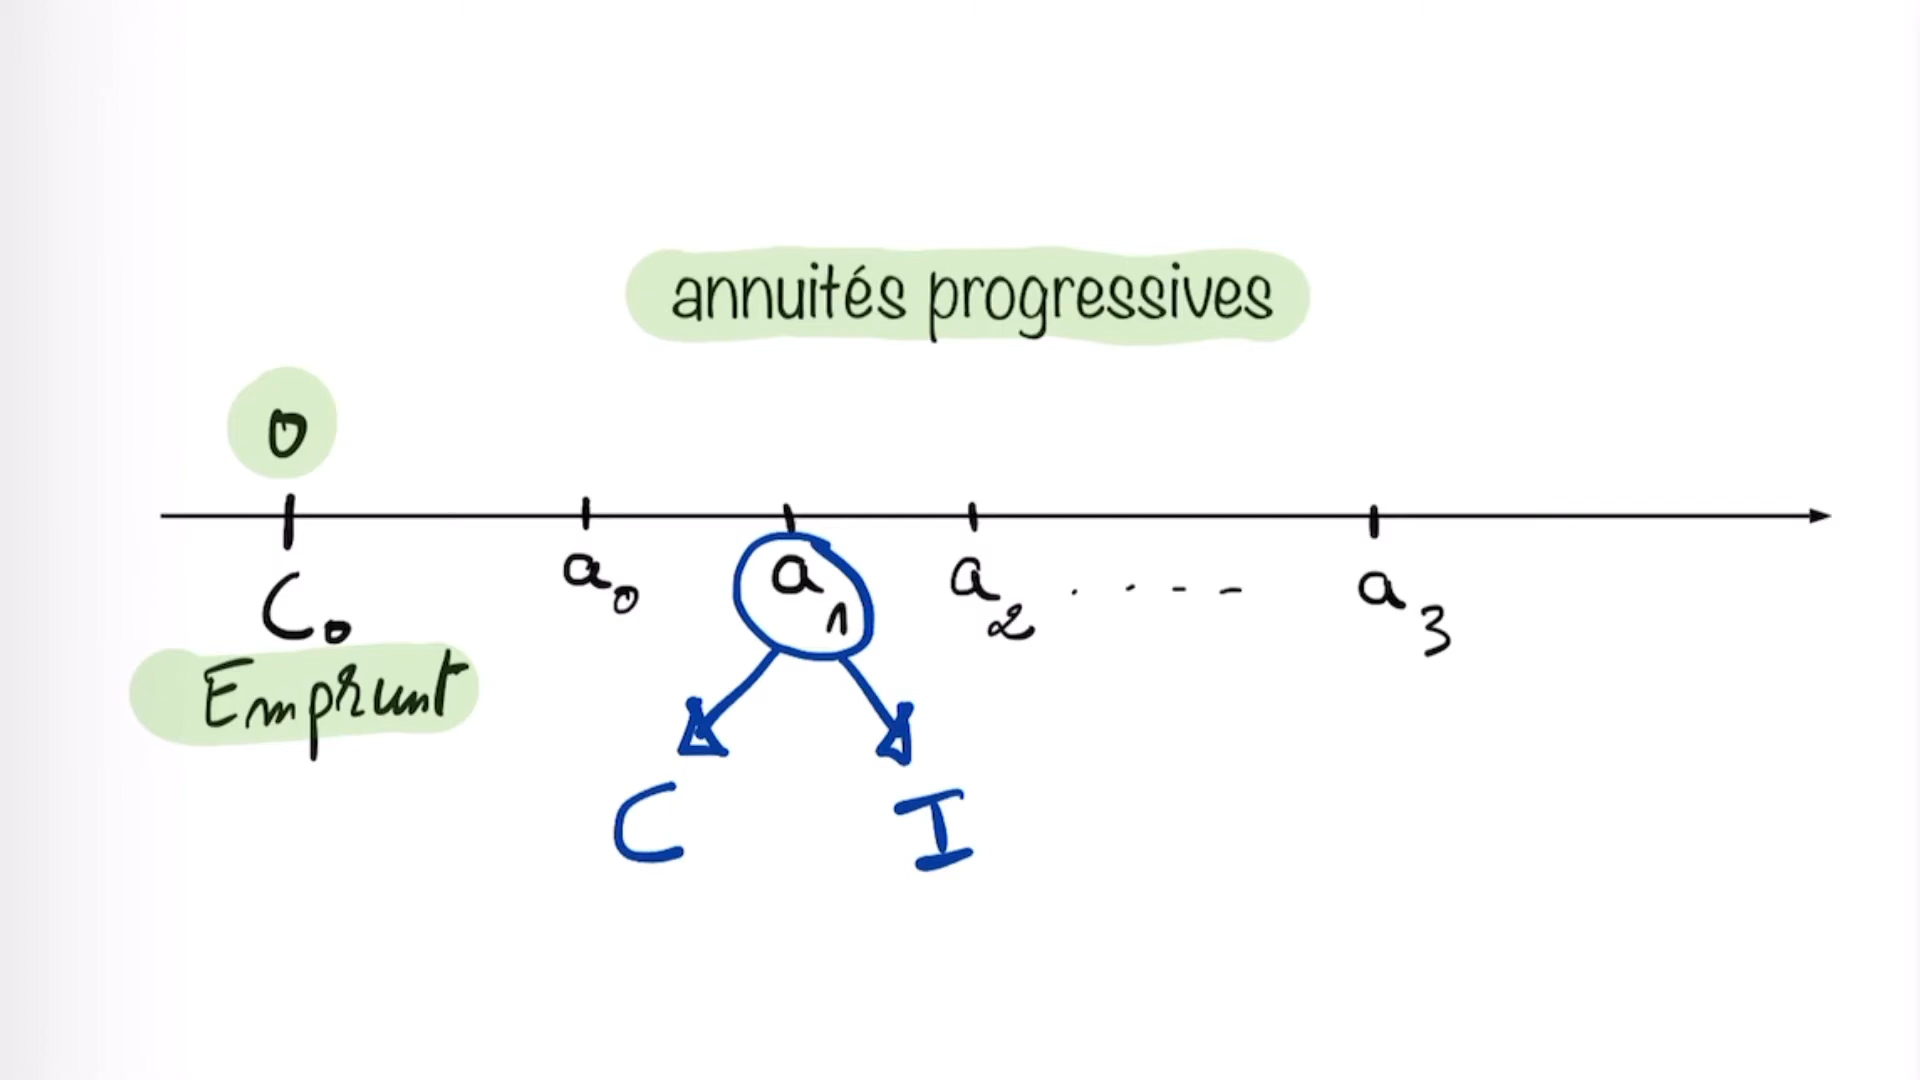 annuités progressives
0
C₀ a₀ a₁ a₂ . . - - a₃
Emprunt
C I